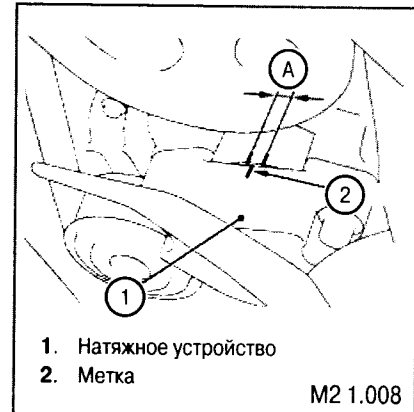 A
2
1
1. Натяжное устройство
2. Метка
M2 1.008